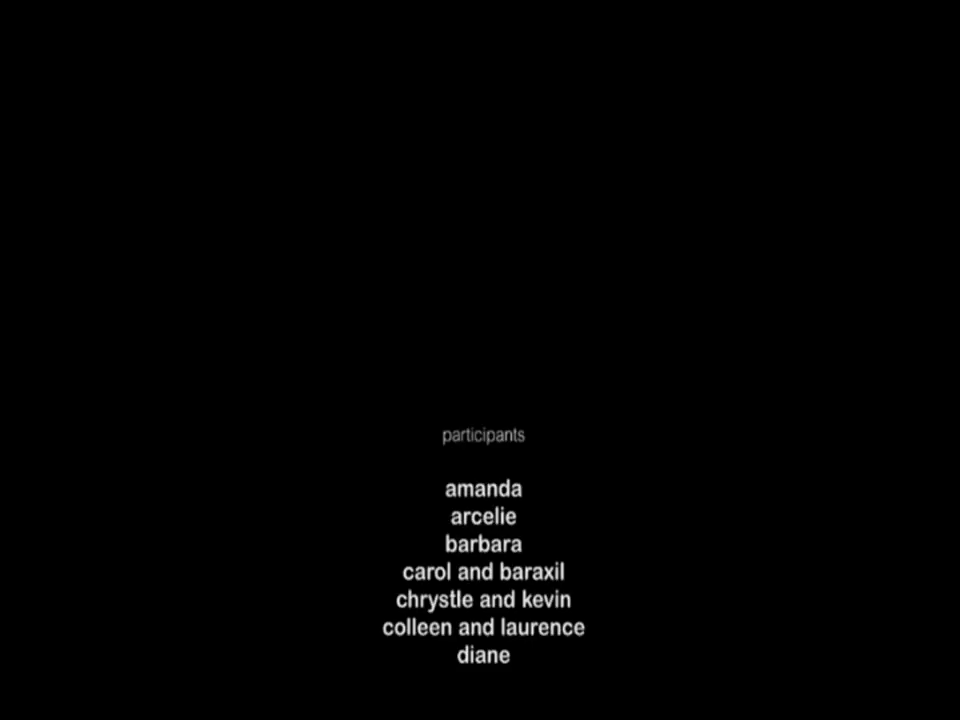 participants
amanda
arcelie
barbara
carol and baraxil
chrystle and kevin
colleen and laurence
diane